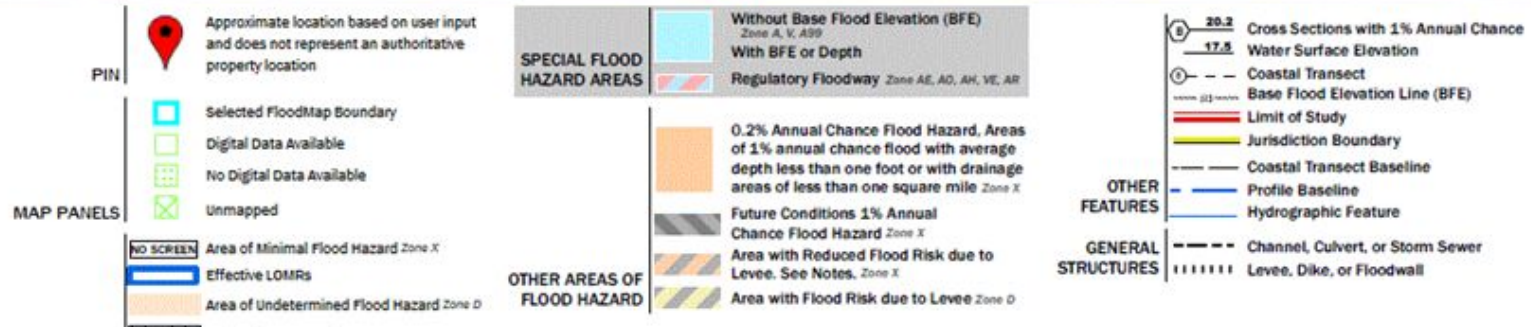 PIN
Approximate location based on user input
and does not represent an authoritative
property location
MAP PANELS
Selected FloodMap Boundary
Digital Data Available
No Digital Data Available
Unmapped
NO SCREEN Area of Minimal Flood Hazard Zone X
Effective LOMRs
Area of Undetermined Flood Hazard Zone D
SPECIAL FLOOD
HAZARD AREAS
Without Base Flood Elevation (BFE)
Zone A, V, A99
With BFE or Depth
Regulatory Floodway Zone AE, AO, AH, VE, AR
OTHER AREAS OF
FLOOD HAZARD
0.2% Annual Chance Flood Hazard, Areas
of 1% annual chance flood with average
depth less than one foot or with drainage
areas of less than one square mile Zone X
Future Conditions 1% Annual
Chance Flood Hazard Zone X
Area with Reduced Flood Risk due to
Levee. See Notes. Zone X
Area with Flood Risk due to Levee Zone D
OTHER
FEATURES
B 20.2 Cross Sections with 1% Annual Chance
17.5 Water Surface Elevation
Coastal Transect
Base Flood Elevation Line (BFE)
Limit of Study
Jurisdiction Boundary
Coastal Transect Baseline
Profile Baseline
Hydrographic Feature
GENERAL
STRUCTURES
Channel, Culvert, or Storm Sewer
Levee, Dike, or Floodwall